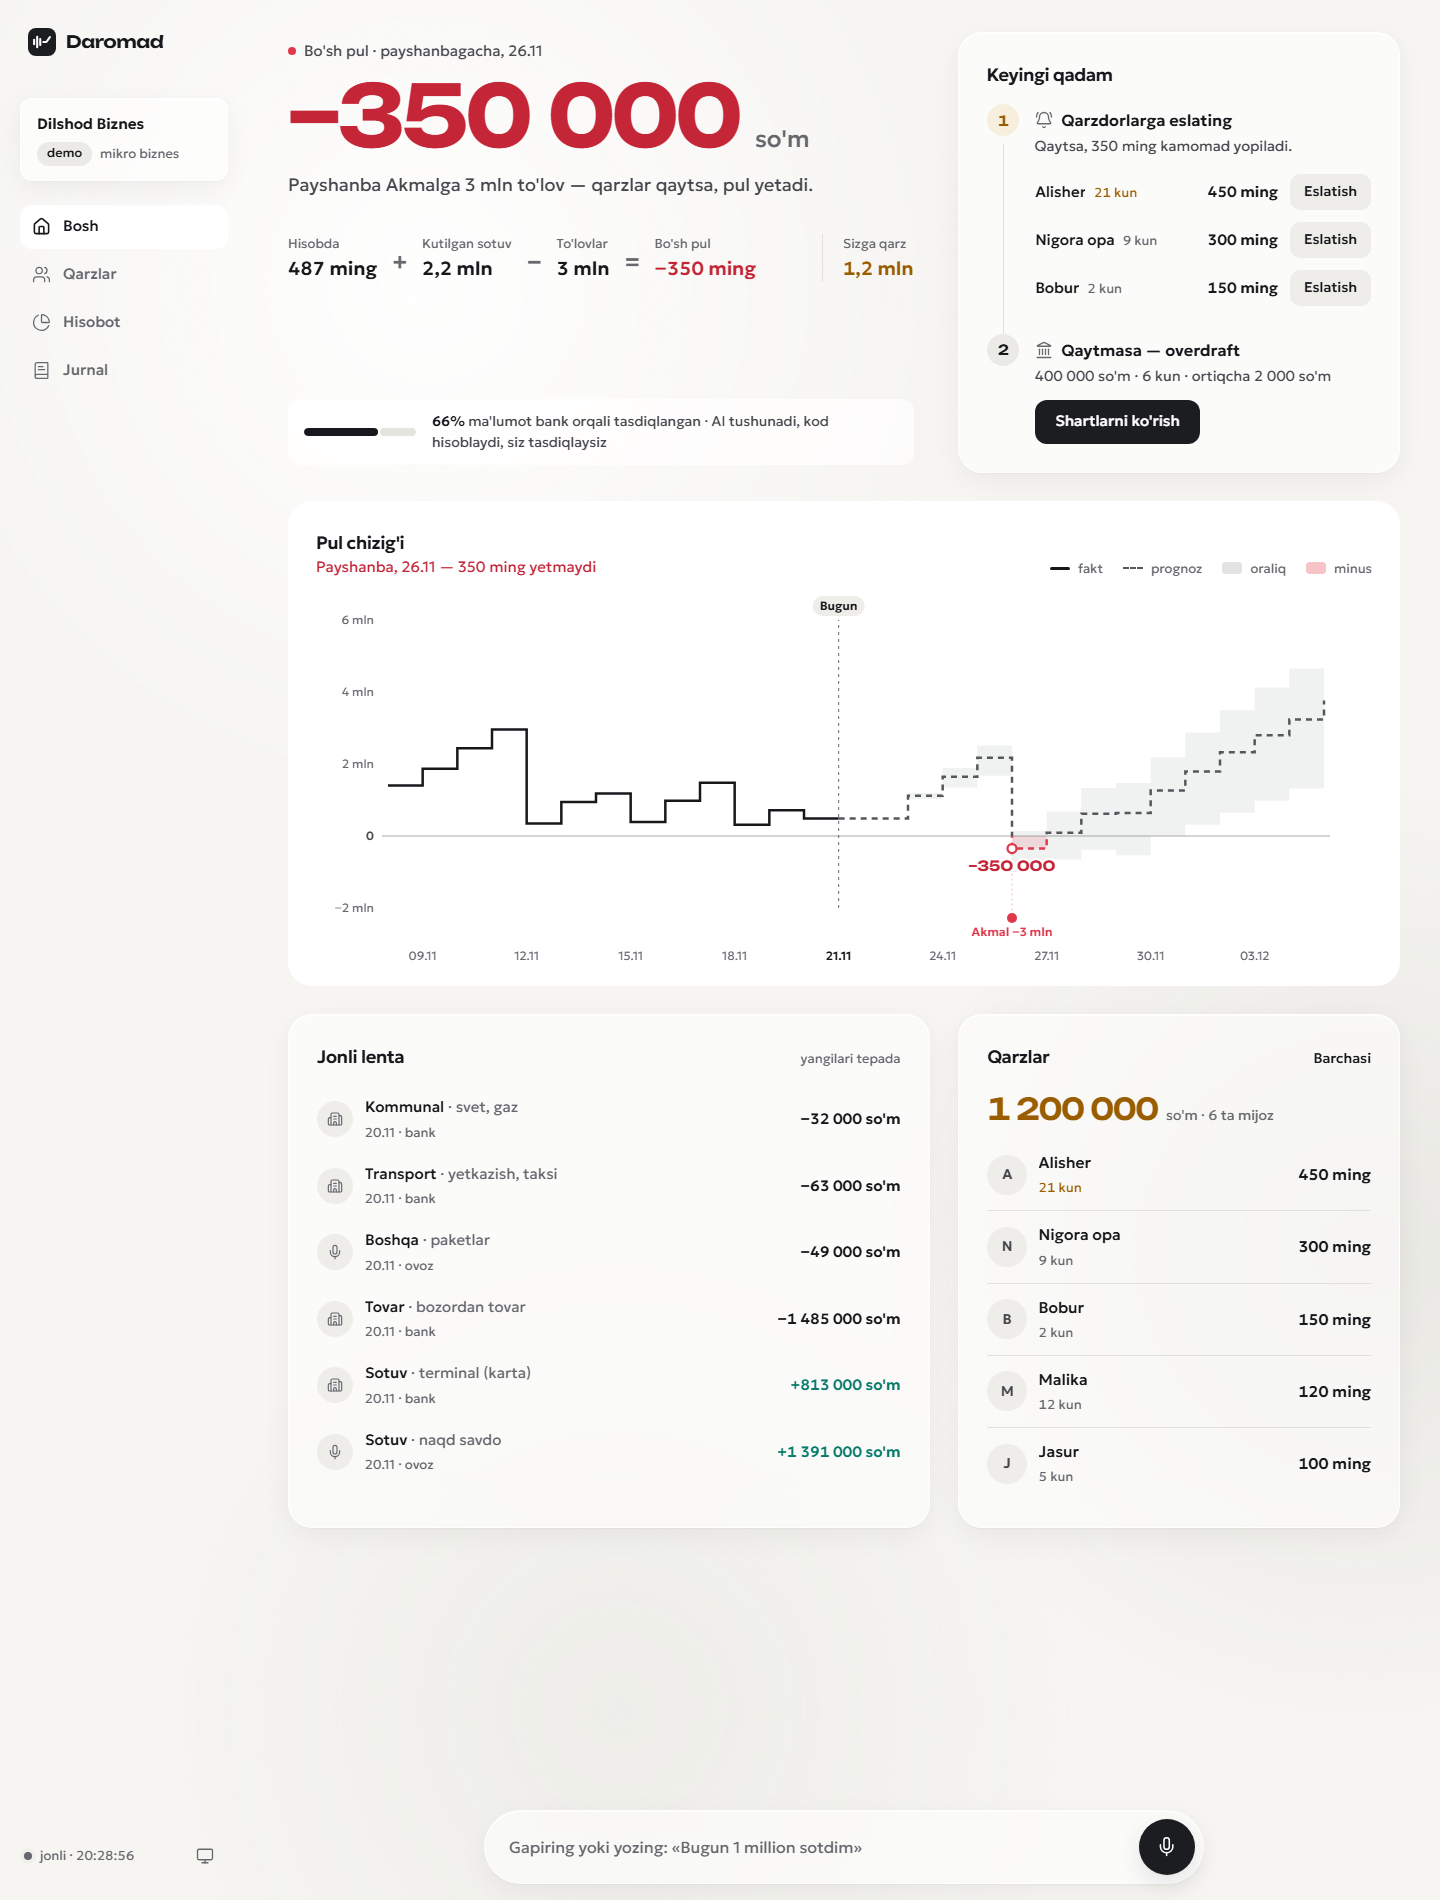 Daromad
Dilshod Biznes
demo mikro biznes
Bosh
Qarzlar
Hisobot
Jurnal
Bo'sh pul · payshanbagacha, 26.11
−350 000 so'm
Payshanba Akmalga 3 mln to'lov — qarzlar qaytsa, pul yetadi.
Hisobda
487 ming
+
Kutilgan sotuv
2,2 mln
−
To'lovlar
3 mln
=
Bo'sh pul
−350 ming
Sizga qarz
1,2 mln
66% ma'lumot bank orqali tasdiqlangan · AI tushunadi, kod
hisoblaydi, siz tasdiqlaysiz
Keyingi qadam
1 Qarzdorlarga eslating
Qaytsa, 350 ming kamomad yopiladi.
Alisher 21 kun 450 ming Eslatish
Nigora opa 9 kun 300 ming Eslatish
Bobur 2 kun 150 ming Eslatish
2 Qaytmasa — overdraft
400 000 so'm · 6 kun · ortiqcha 2 000 so'm
Shartlarni ko'rish
Pul chizig'i
Payshanba, 26.11 — 350 ming yetmaydi
fakt prognoz oraliq minus
Bugun
6 mln
4 mln
2 mln
0
−2 mln
−350 000
Akmal −3 mln
09.11 12.11 15.11 18.11 21.11 24.11 27.11 30.11 03.12
Jonli lenta yangilari tepada
Kommunal · svet, gaz
20.11 · bank
−32 000 so'm
Transport · yetkazish, taksi
20.11 · bank
−63 000 so'm
Boshqa · paketlar
20.11 · ovoz
−49 000 so'm
Tovar · bozordan tovar
20.11 · bank
−1 485 000 so'm
Sotuv · terminal (karta)
20.11 · bank
+813 000 so'm
Sotuv · naqd savdo
20.11 · ovoz
+1 391 000 so'm
Qarzlar Barchasi
1 200 000 so'm · 6 ta mijoz
A Alisher
21 kun
450 ming
N Nigora opa
9 kun
300 ming
B Bobur
2 kun
150 ming
M Malika
12 kun
120 ming
J Jasur
5 kun
100 ming
jonli · 20:28:56
Gapiring yoki yozing: «Bugun 1 million sotdim»